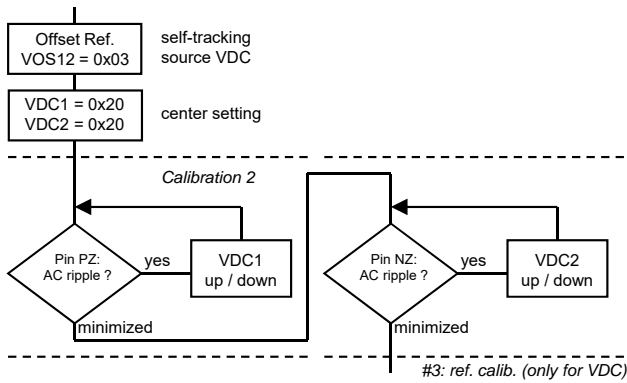 Offset Ref.
VOS12 = 0x03
self-tracking
source VDC
VDC1 = 0x20
VDC2 = 0x20
center setting
Calibration 2
Pin PZ:
AC ripple ?
yes
VDC1
up / down
minimized
Pin NZ:
AC ripple ?
yes
VDC2
up / down
minimized
#3: ref. calib. (only for VDC)